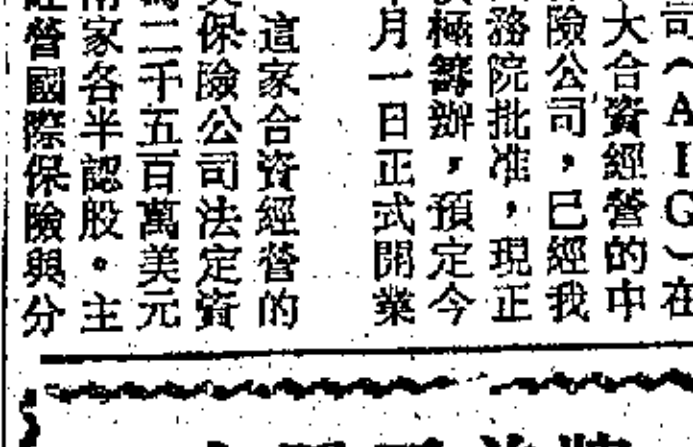 司（AIG）在
大合資經營的中
險公司，已經我
務院批准，現正
極籌辦，預定今
月一日正式開業
這家合資經營的
保險公司法定資
二千五百萬美元
家各半認股。主
營國際保險與分